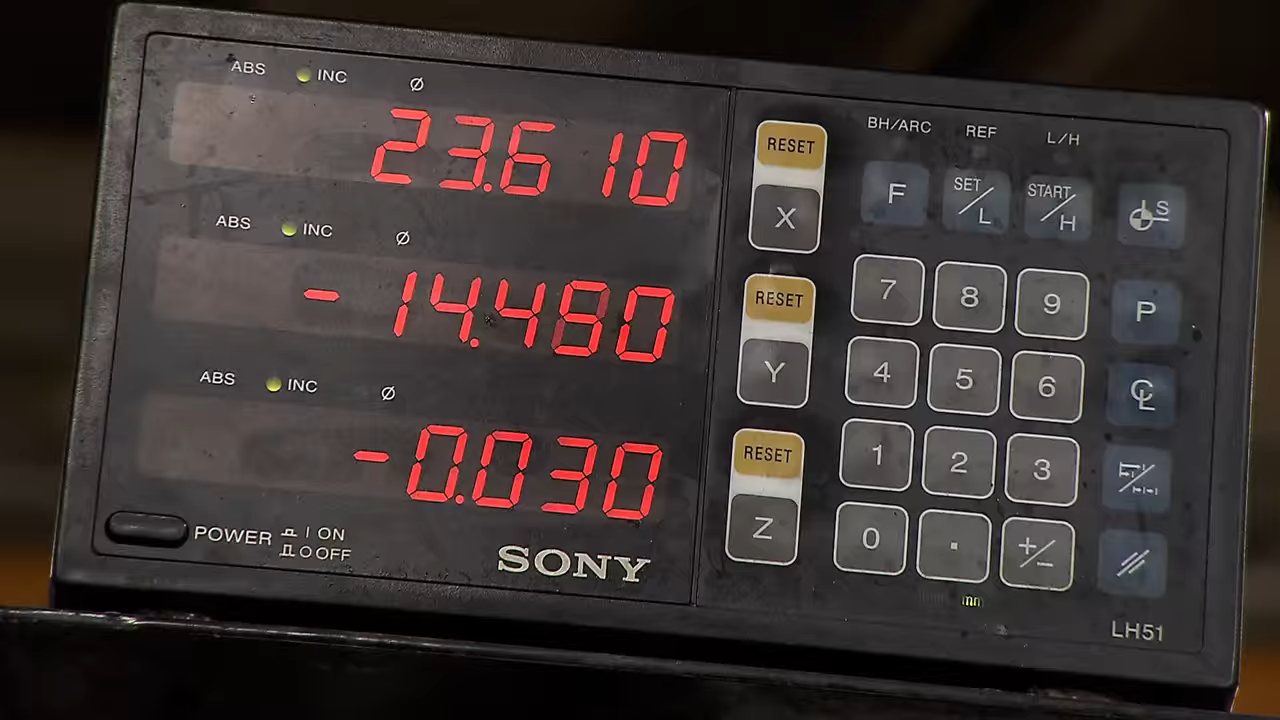 ABS INC Ø
23.610
ABS INC Ø
-14.480
ABS INC Ø
-0.030
POWER I ON
O OFF
SONY
RESET
X
RESET
Y
RESET
Z
BH/ARC REF L/H
F SET/L START/H S
7 8 9 P
4 5 6 ℄
1 2 3
0 . +/-
mm
LH51